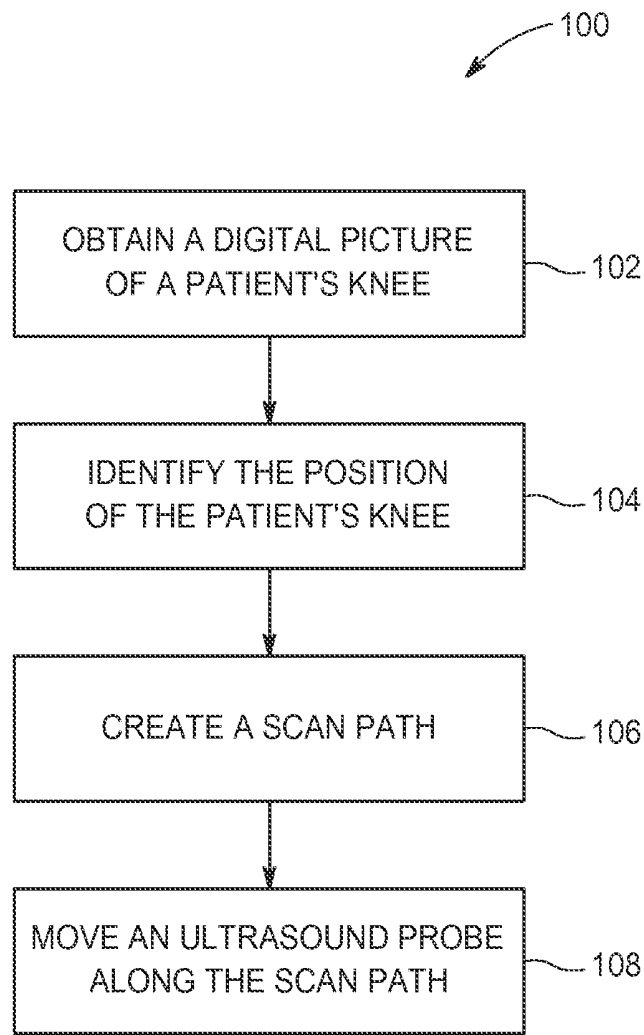 100
OBTAIN A DIGITAL PICTURE
OF A PATIENT'S KNEE
102
IDENTIFY THE POSITION
OF THE PATIENT'S KNEE
104
CREATE A SCAN PATH
106
MOVE AN ULTRASOUND PROBE
ALONG THE SCAN PATH
108